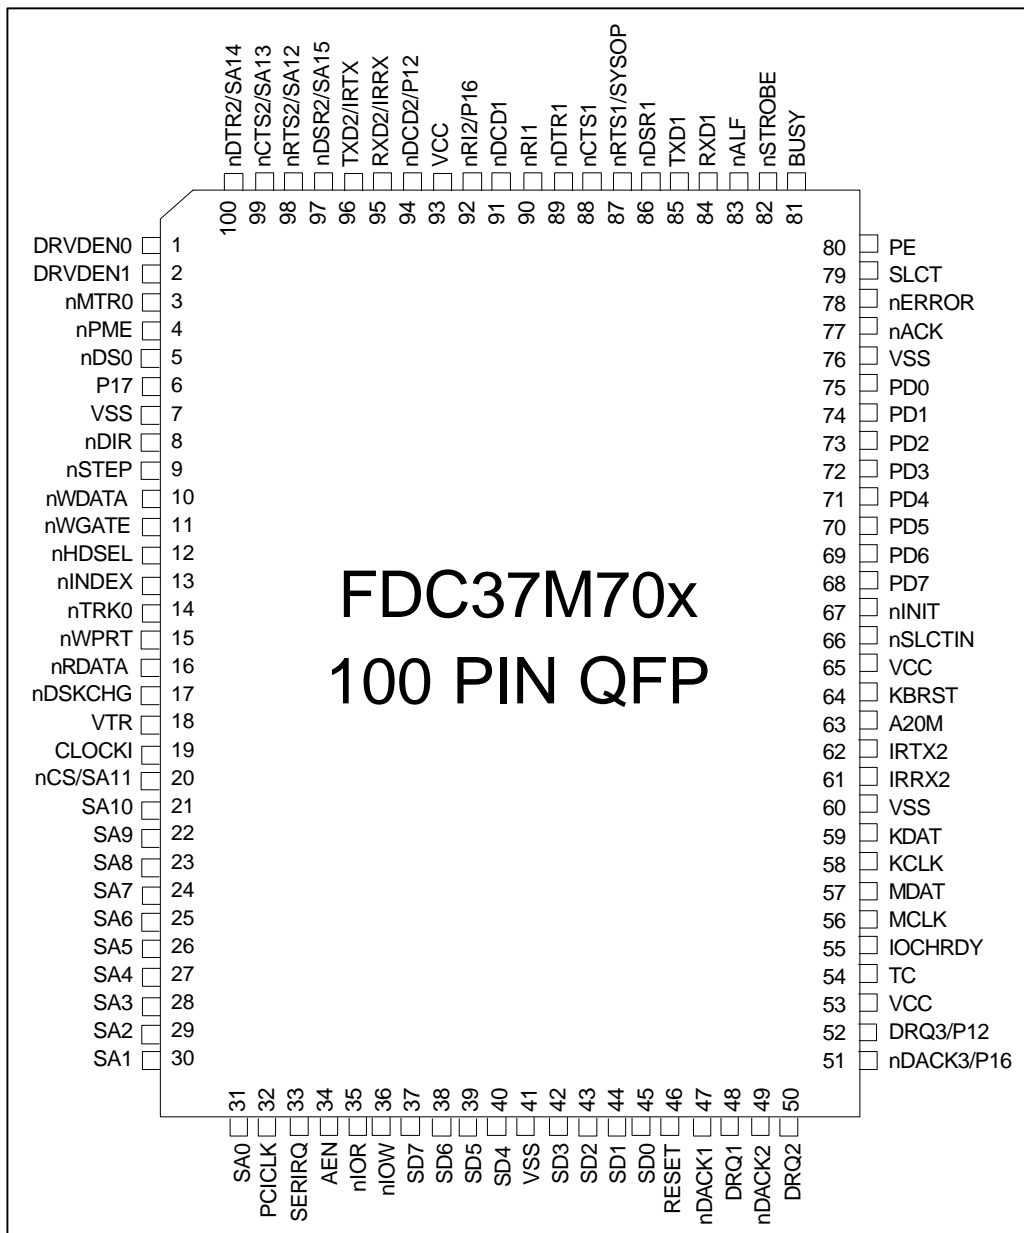 nDTR2/SA14
nCTS2/SA13
nRTS2/SA12
nDSR2/SA15
TXD2/IRTX
RXD2/IRRX
nDCD2/P12
VCC
nRI2/P16
nDCD1
nRI1
nDTR1
nCTS1
nRTS1/SYSOP
nDSR1
TXD1
RXD1
nALF
nSTROBE
BUSY
100
99
98
97
96
95
94
93
92
91
90
89
88
87
86
85
84
83
82
81
DRVDEN0 1
DRVDEN1 2
nMTR0 3
nPME 4
nDS0 5
P17 6
VSS 7
nDIR 8
nSTEP 9
nWDATA 10
nWGATE 11
nHDSEL 12
nINDEX 13
nTRK0 14
nWPRT 15
nRDATA 16
nDSKCHG 17
VTR 18
CLOCKI 19
nCS/SA11 20
SA10 21
SA9 22
SA8 23
SA7 24
SA6 25
SA5 26
SA4 27
SA3 28
SA2 29
SA1 30
FDC37M70x
100 PIN QFP
80 PE
79 SLCT
78 nERROR
77 nACK
76 VSS
75 PD0
74 PD1
73 PD2
72 PD3
71 PD4
70 PD5
69 PD6
68 PD7
67 nINIT
66 nSLCTIN
65 VCC
64 KBRST
63 A20M
62 IRTX2
61 IRRX2
60 VSS
59 KDAT
58 KCLK
57 MDAT
56 MCLK
55 IOCHRDY
54 TC
53 VCC
52 DRQ3/P12
51 nDACK3/P16
31
32
33
34
35
36
37
38
39
40
41
42
43
44
45
46
47
48
49
50
SA0
PCICLK
SERIRQ
AEN
nIOR
nIOW
SD7
SD6
SD5
SD4
VSS
SD3
SD2
SD1
SD0
RESET
nDACK1
DRQ1
nDACK2
DRQ2